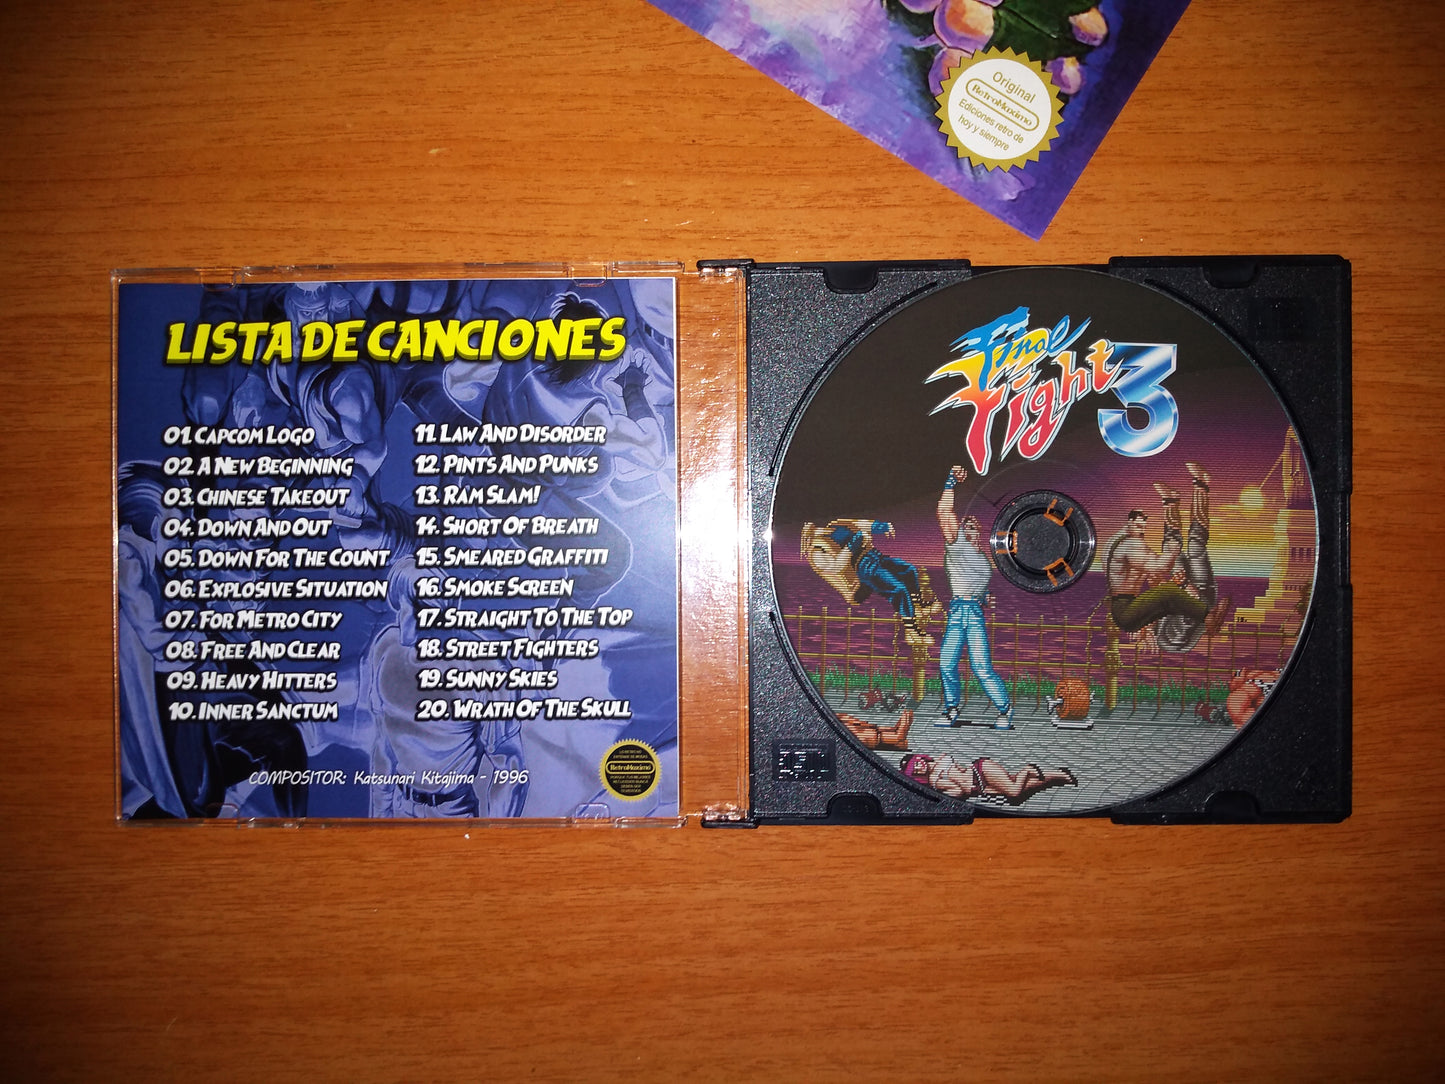 Original
RetroMaximo
Ediciones retro de
hoy y siempre
LISTA DE CANCIONES
01. CAPCOM LOGO
02. A NEW BEGINNING
03. CHINESE TAKEOUT
04. DOWN AND OUT
05. DOWN FOR THE COUNT
06. EXPLOSIVE SITUATION
07. FOR METRO CITY
08. FREE AND CLEAR
09. HEAVY HITTERS
10. INNER SANCTUM
11. LAW AND DISORDER
12. PINTS AND PUNKS
13. RAM SLAM!
14. SHORT OF BREATH
15. SMEARED GRAFFITI
16. SMOKE SCREEN
17. STRAIGHT TO THE TOP
18. STREET FIGHTERS
19. SUNNY SKIES
20. WRATH OF THE SKULL
COMPOSITOR: Katsunari Kitajima - 1996
RetroMaximo
Final
Fight 3